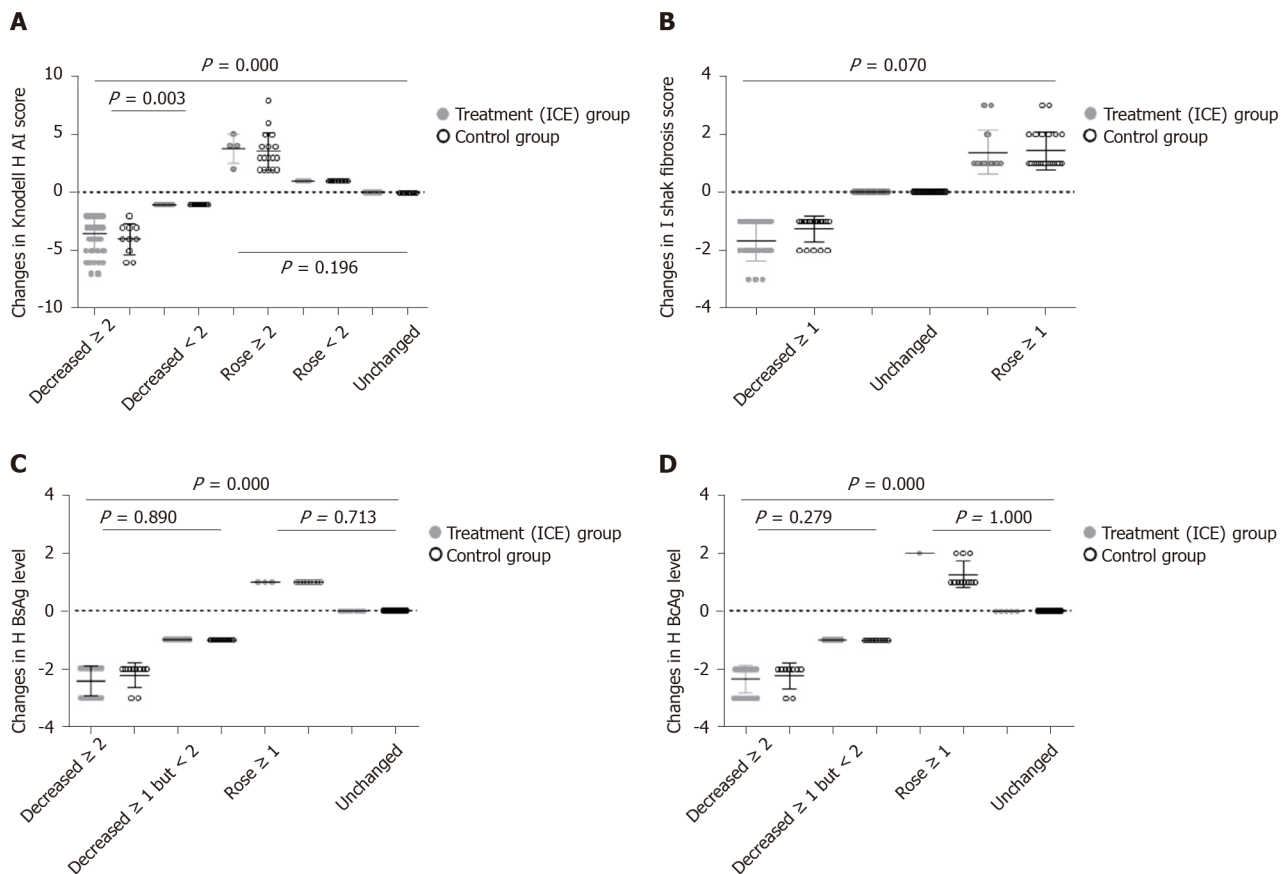 A
P = 0.000
P = 0.003
P = 0.196
10
5
0
-5
-10
Changes in Knodell H AI score
Decreased ≥ 2
Decreased < 2
Rose ≥ 2
Rose < 2
Unchanged
Treatment (ICE) group
Control group
B
P = 0.070
4
2
0
-2
-4
Changes in I shak fibrosis score
Decreased ≥ 1
Unchanged
Rose ≥ 1
Treatment (ICE) group
Control group
C
P = 0.000
P = 0.890
P = 0.713
4
2
0
-2
-4
Changes in H BsAg level
Decreased ≥ 2
Decreased ≥ 1 but < 2
Rose ≥ 1
Unchanged
Treatment (ICE) group
Control group
D
P = 0.000
P = 0.279
P = 1.000
4
2
0
-2
-4
Changes in H BcAg level
Decreased ≥ 2
Decreased ≥ 1 but < 2
Rose ≥ 1
Unchanged
Treatment (ICE) group
Control group